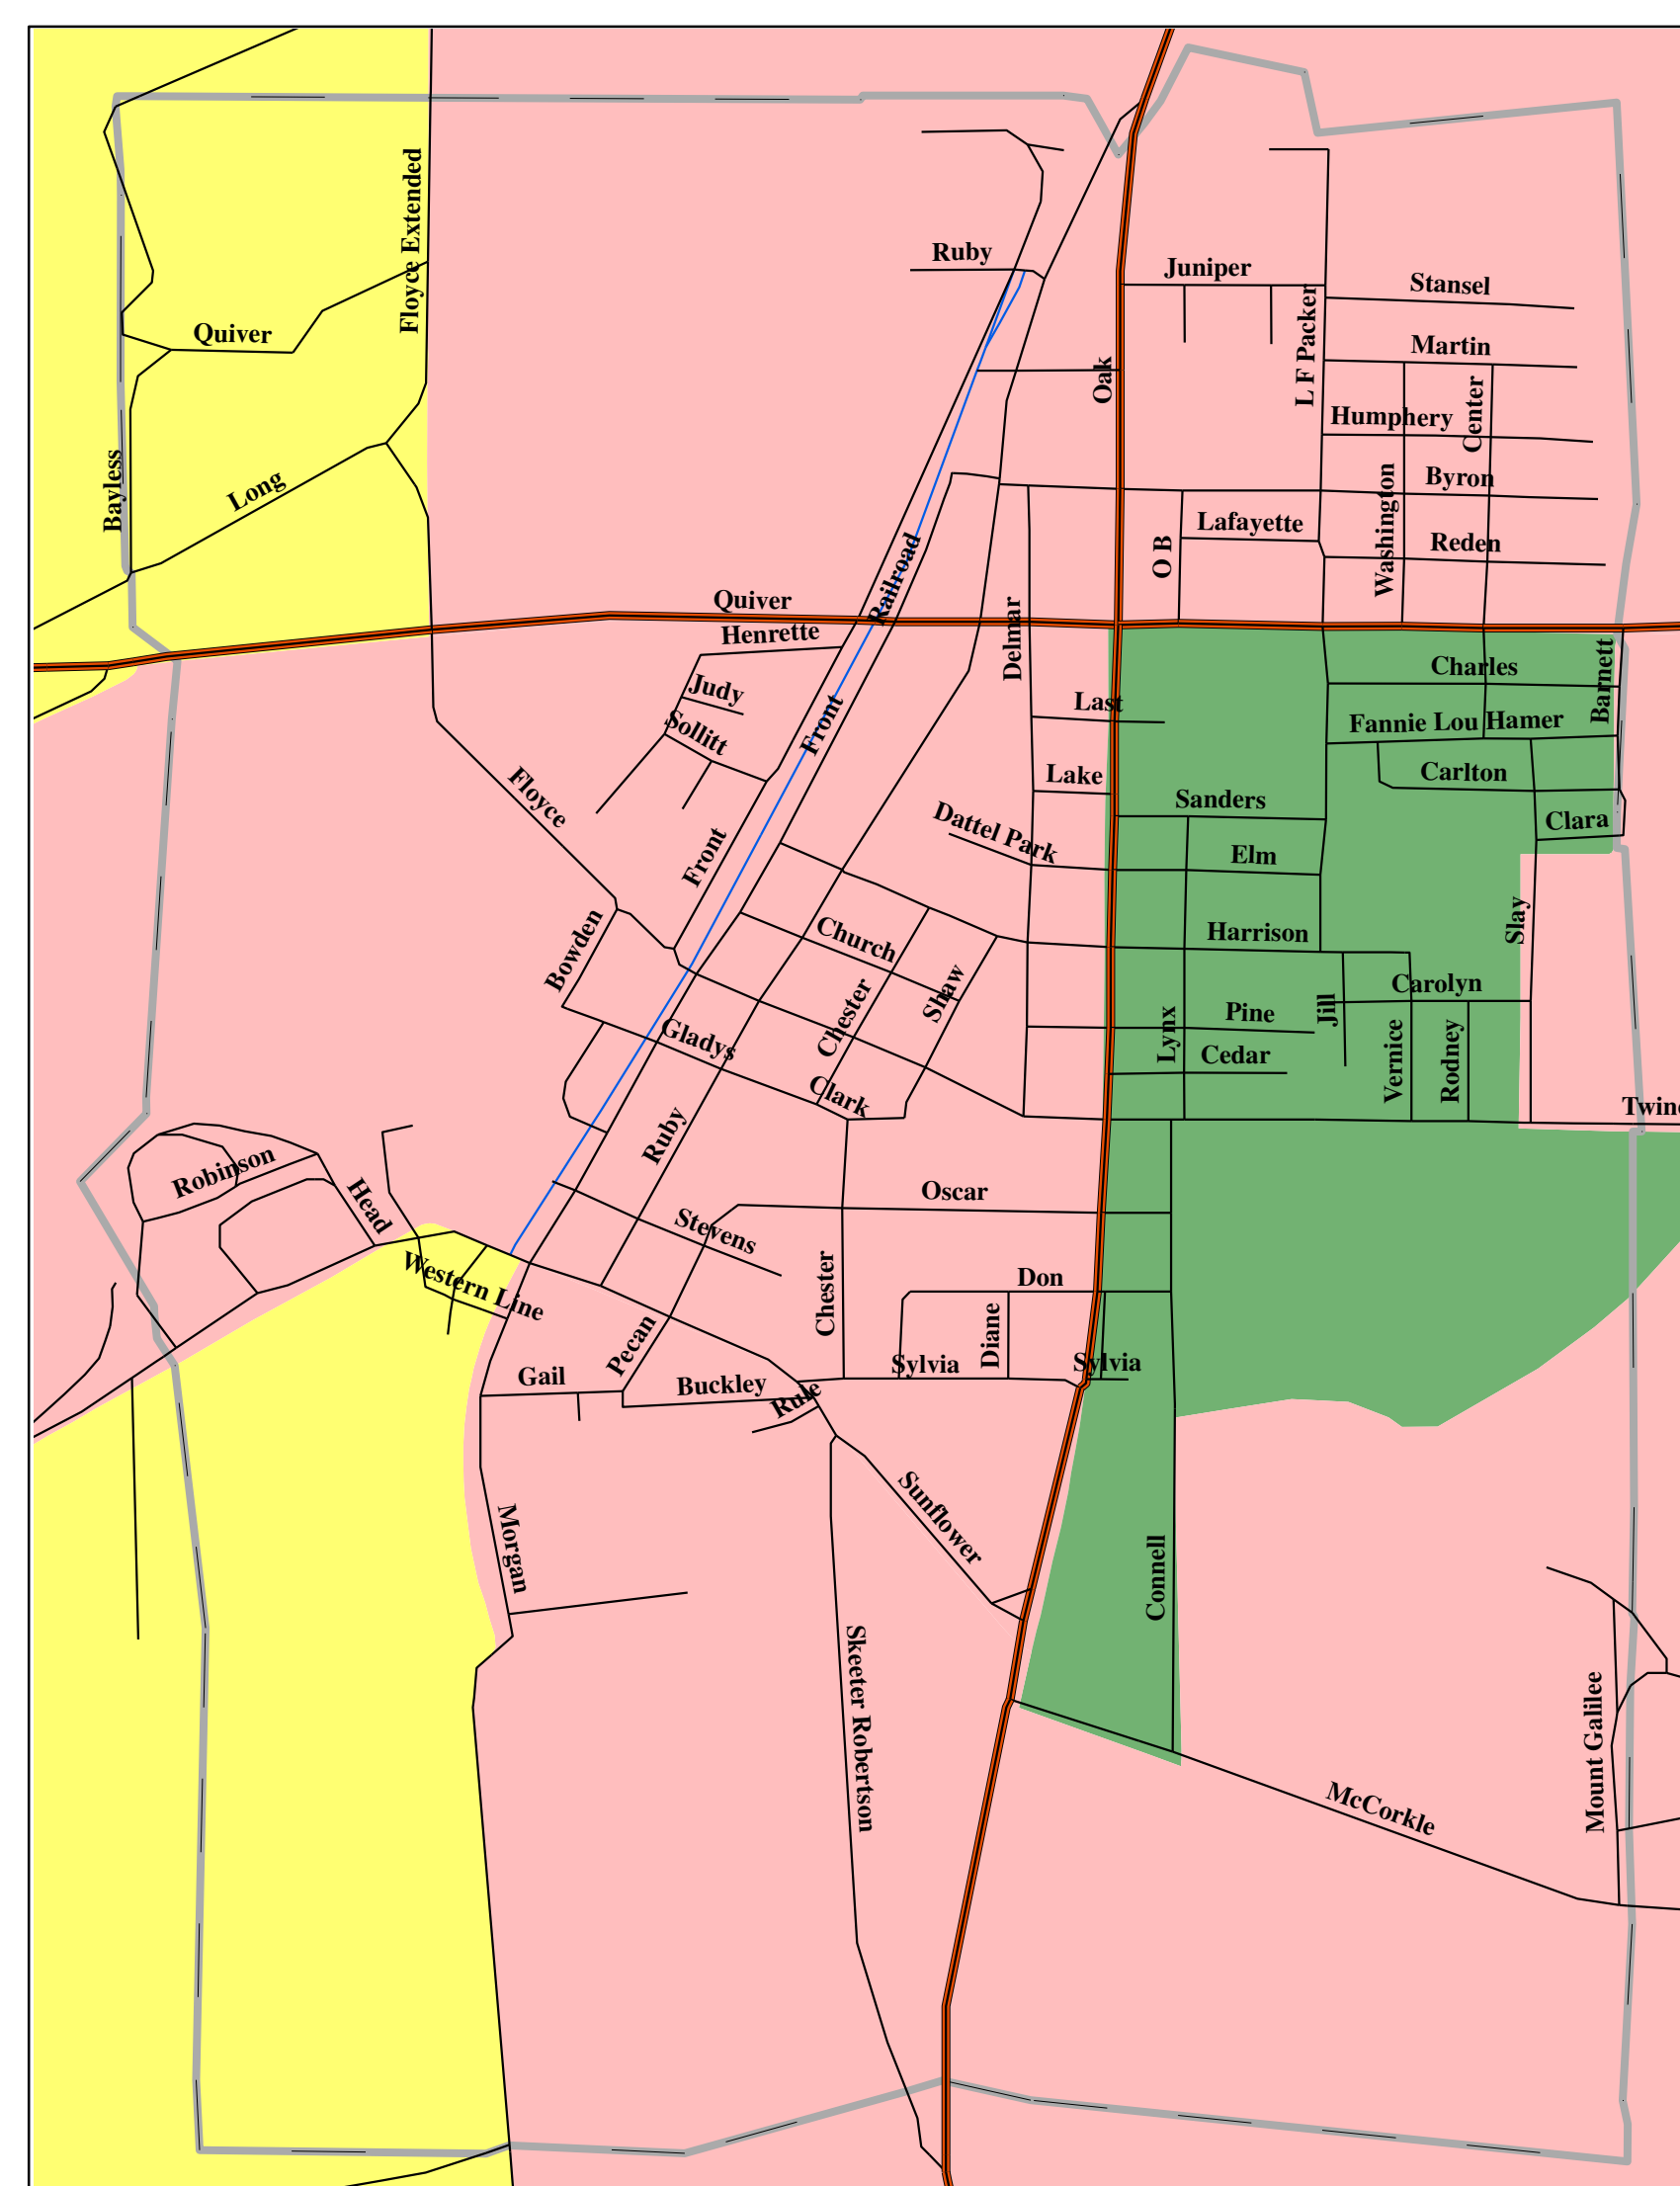 Floyce Extended
Ruby
Juniper
Stansel
Quiver
L F Packer
Martin
Oak
Center
Humphery
Bayless
Long
Byron
Washington
Lafayette
O B
Reden
Railroad
Quiver
Henrette
Delmar
Charles
Barnett
Judy
Last
Front
Sollitt
Fannie Lou Hamer
Lake
Carlton
Floyce
Sanders
Dattel Park
Clara
Front
Elm
Bowden
Church
Harrison
Slay
Shaw
Carolyn
Chester
Jill
Pine
Gladys
Lynx
Cedar
Vernice
Rodney
Clark
Ruby
Robinson
Head
Oscar
Stevens
Western Line
Chester
Don
Diane
Pecan
Gail
Buckley
Sylvia
Sylvia
Rule
Sunflower
Morgan
Connell
Skeeter Robertson
Mount Galilee
McCorkle